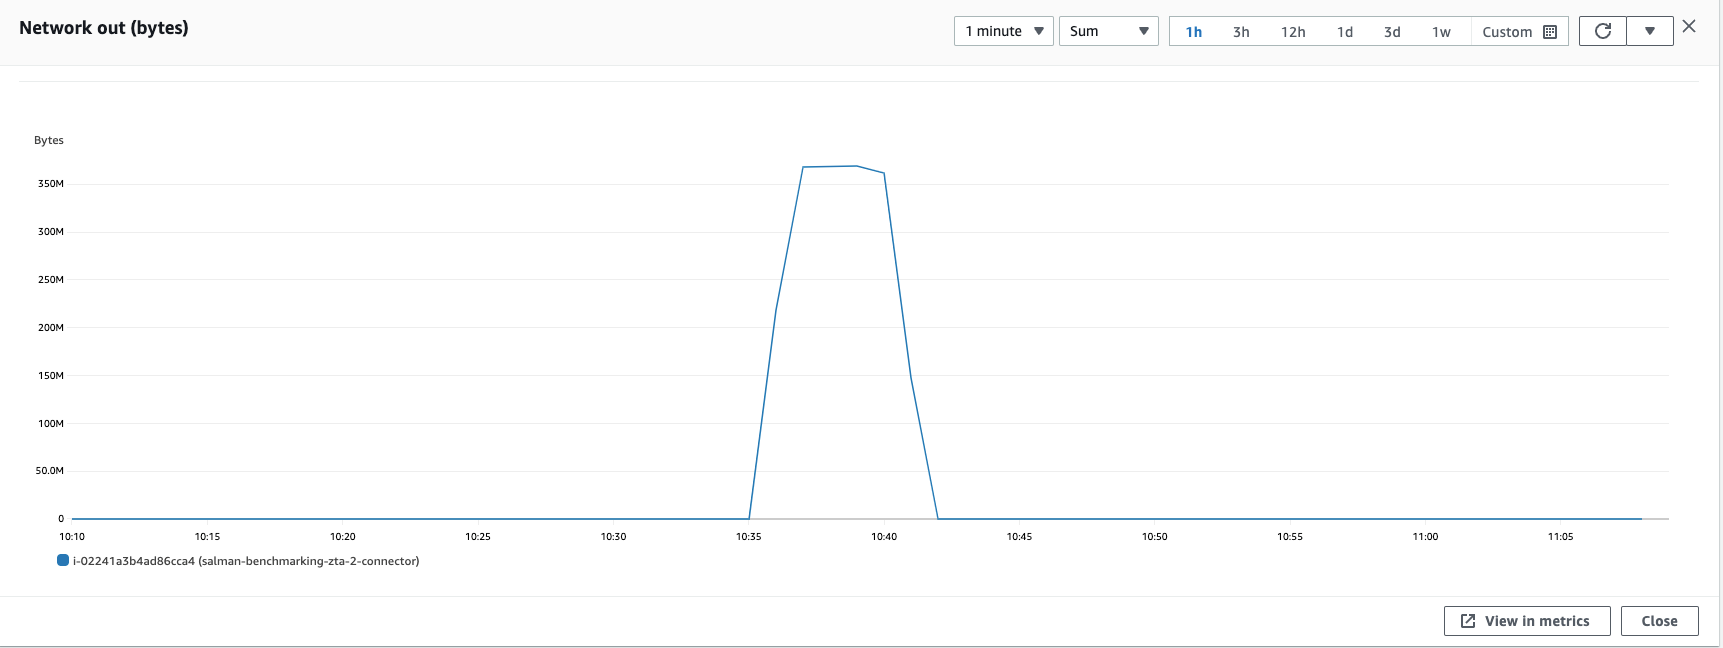 Network out (bytes)
1 minute
Sum
1h 3h 12h 1d 3d 1w Custom
Bytes
350M
300M
250M
200M
150M
100M
50.0M
0
10:10 10:15 10:20 10:25 10:30 10:35 10:40 10:45 10:50 10:55 11:00 11:05
i-02241a3b4ad86cca4 (salman-benchmarking-zta-2-connector)
View in metrics
Close